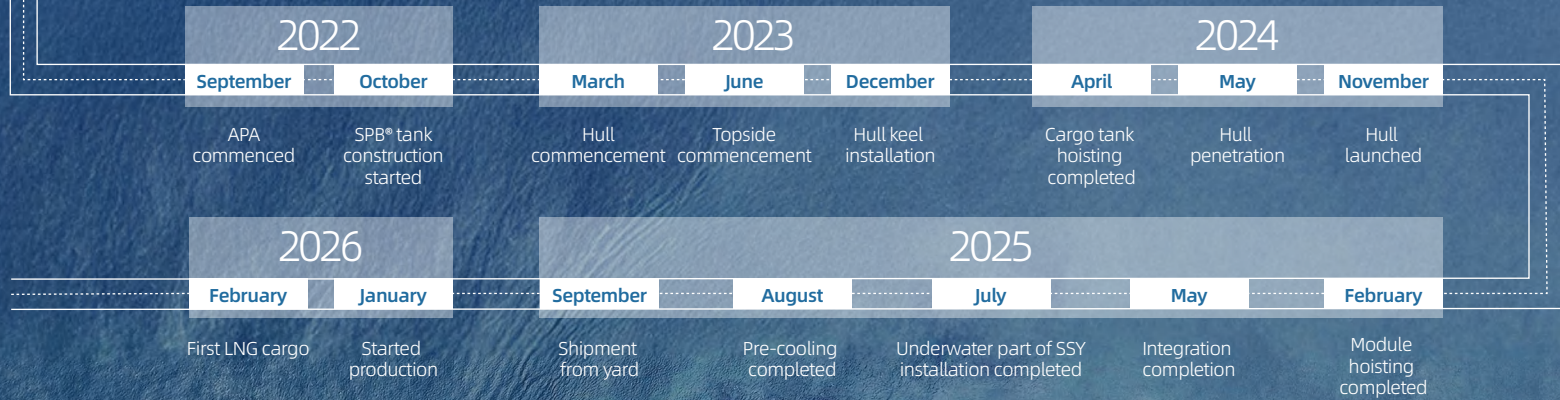 2022
2023
2024
September
October
March
June
December
April
May
November
APA
commenced
SPB® tank
construction
started
Hull
commencement
Topside
commencement
Hull keel
installation
Cargo tank
hoisting
completed
Hull
penetration
Hull
launched
2026
2025
February
January
September
August
July
May
February
First LNG cargo
Started
production
Shipment
from yard
Pre-cooling
completed
Underwater part of SSY
installation completed
Integration
completion
Module
hoisting
completed